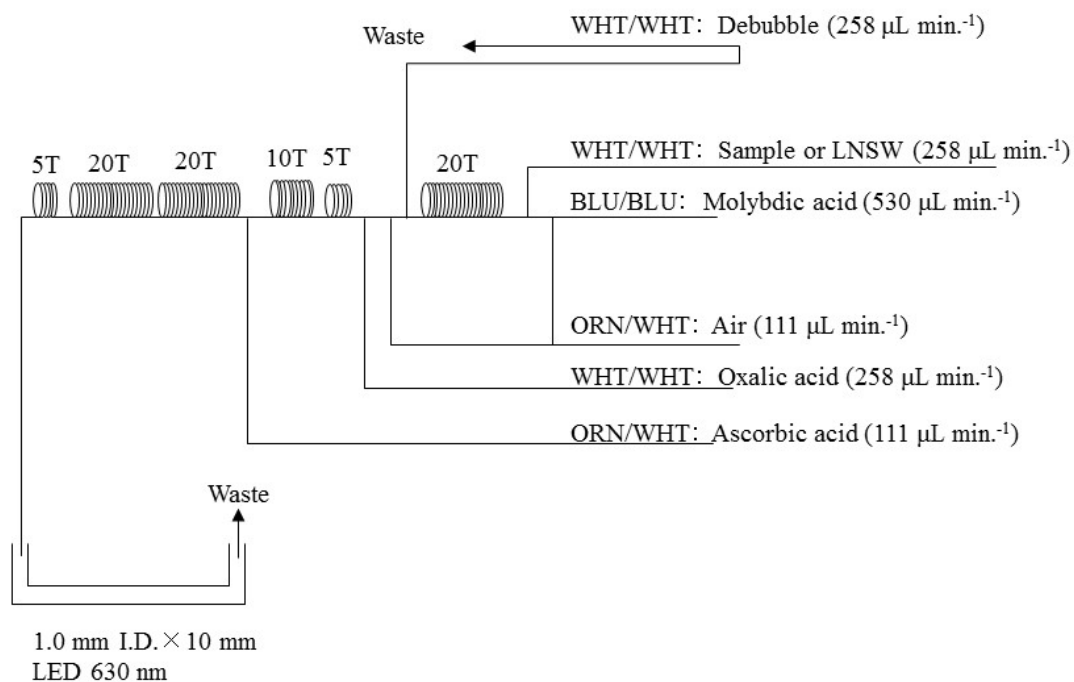 WHT/WHT: Debubble (258 μL min.-1)
Waste
5T 20T 20T 10T 5T 20T
WHT/WHT: Sample or LNSW (258 μL min.-1)
BLU/BLU: Molybdic acid (530 μL min.-1)
ORN/WHT: Air (111 μL min.-1)
WHT/WHT: Oxalic acid (258 μL min.-1)
ORN/WHT: Ascorbic acid (111 μL min.-1)
Waste
1.0 mm I.D.×10 mm
LED 630 nm